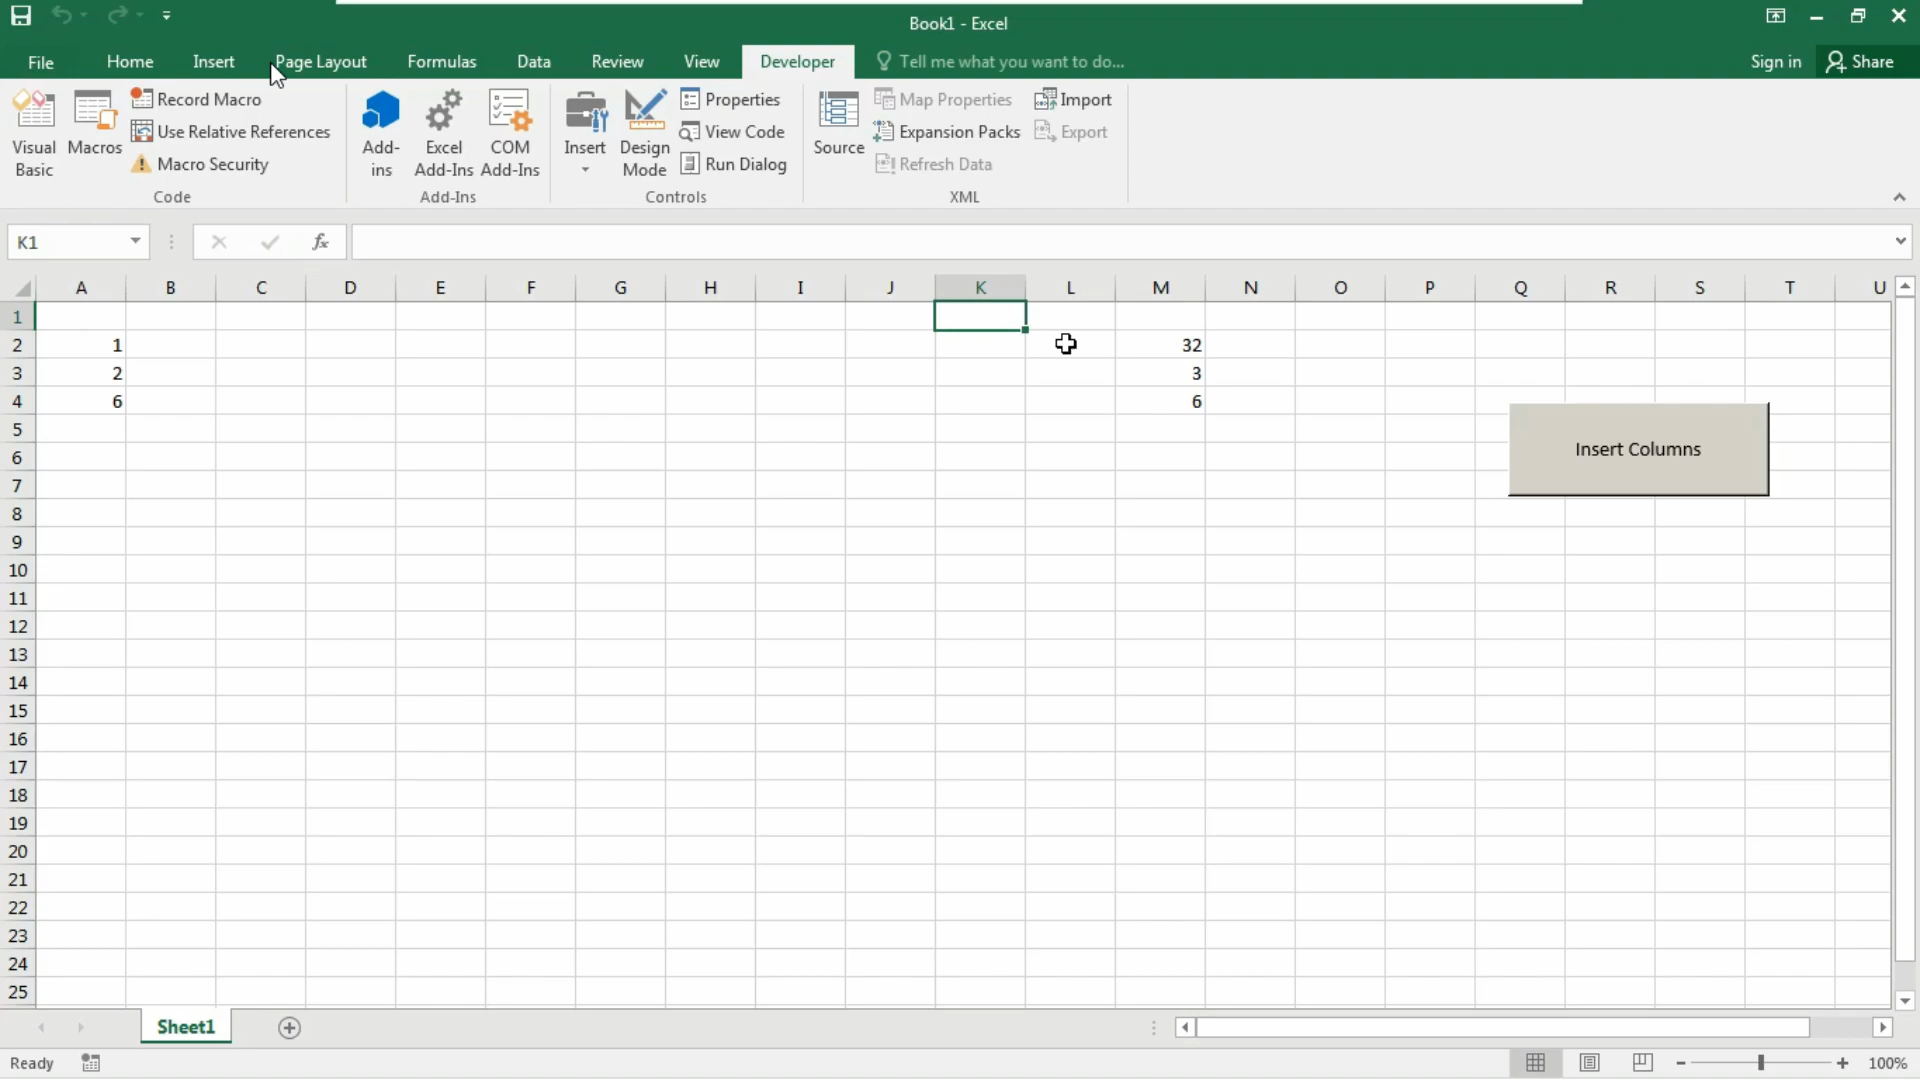 Book1 - Excel
File Home Insert Page Layout Formulas Data Review View Developer Tell me what you want to do... Sign in Share
Visual Basic
Macros
Record Macro
Use Relative References
Macro Security
Code
Add-ins
Excel Add-Ins
COM Add-Ins
Add-Ins
Insert
Design Mode
Properties
View Code
Run Dialog
Controls
Source
Map Properties
Expansion Packs
Refresh Data
Import
Export
XML
K1
fx
A B C D E F G H I J K L M N O P Q R S T U
1
2 1 32
3 2 3
4 6 6
5
Insert Columns
6
7
8
9
10
11
12
13
14
15
16
17
18
19
20
21
22
23
24
25
Sheet1
Ready 100%